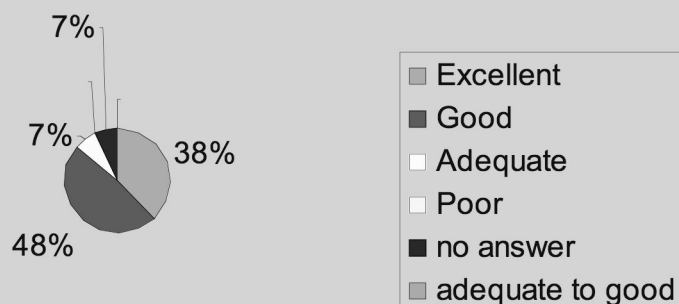 7%
7%
38%
48%
Excellent
Good
Adequate
Poor
no answer
adequate to good